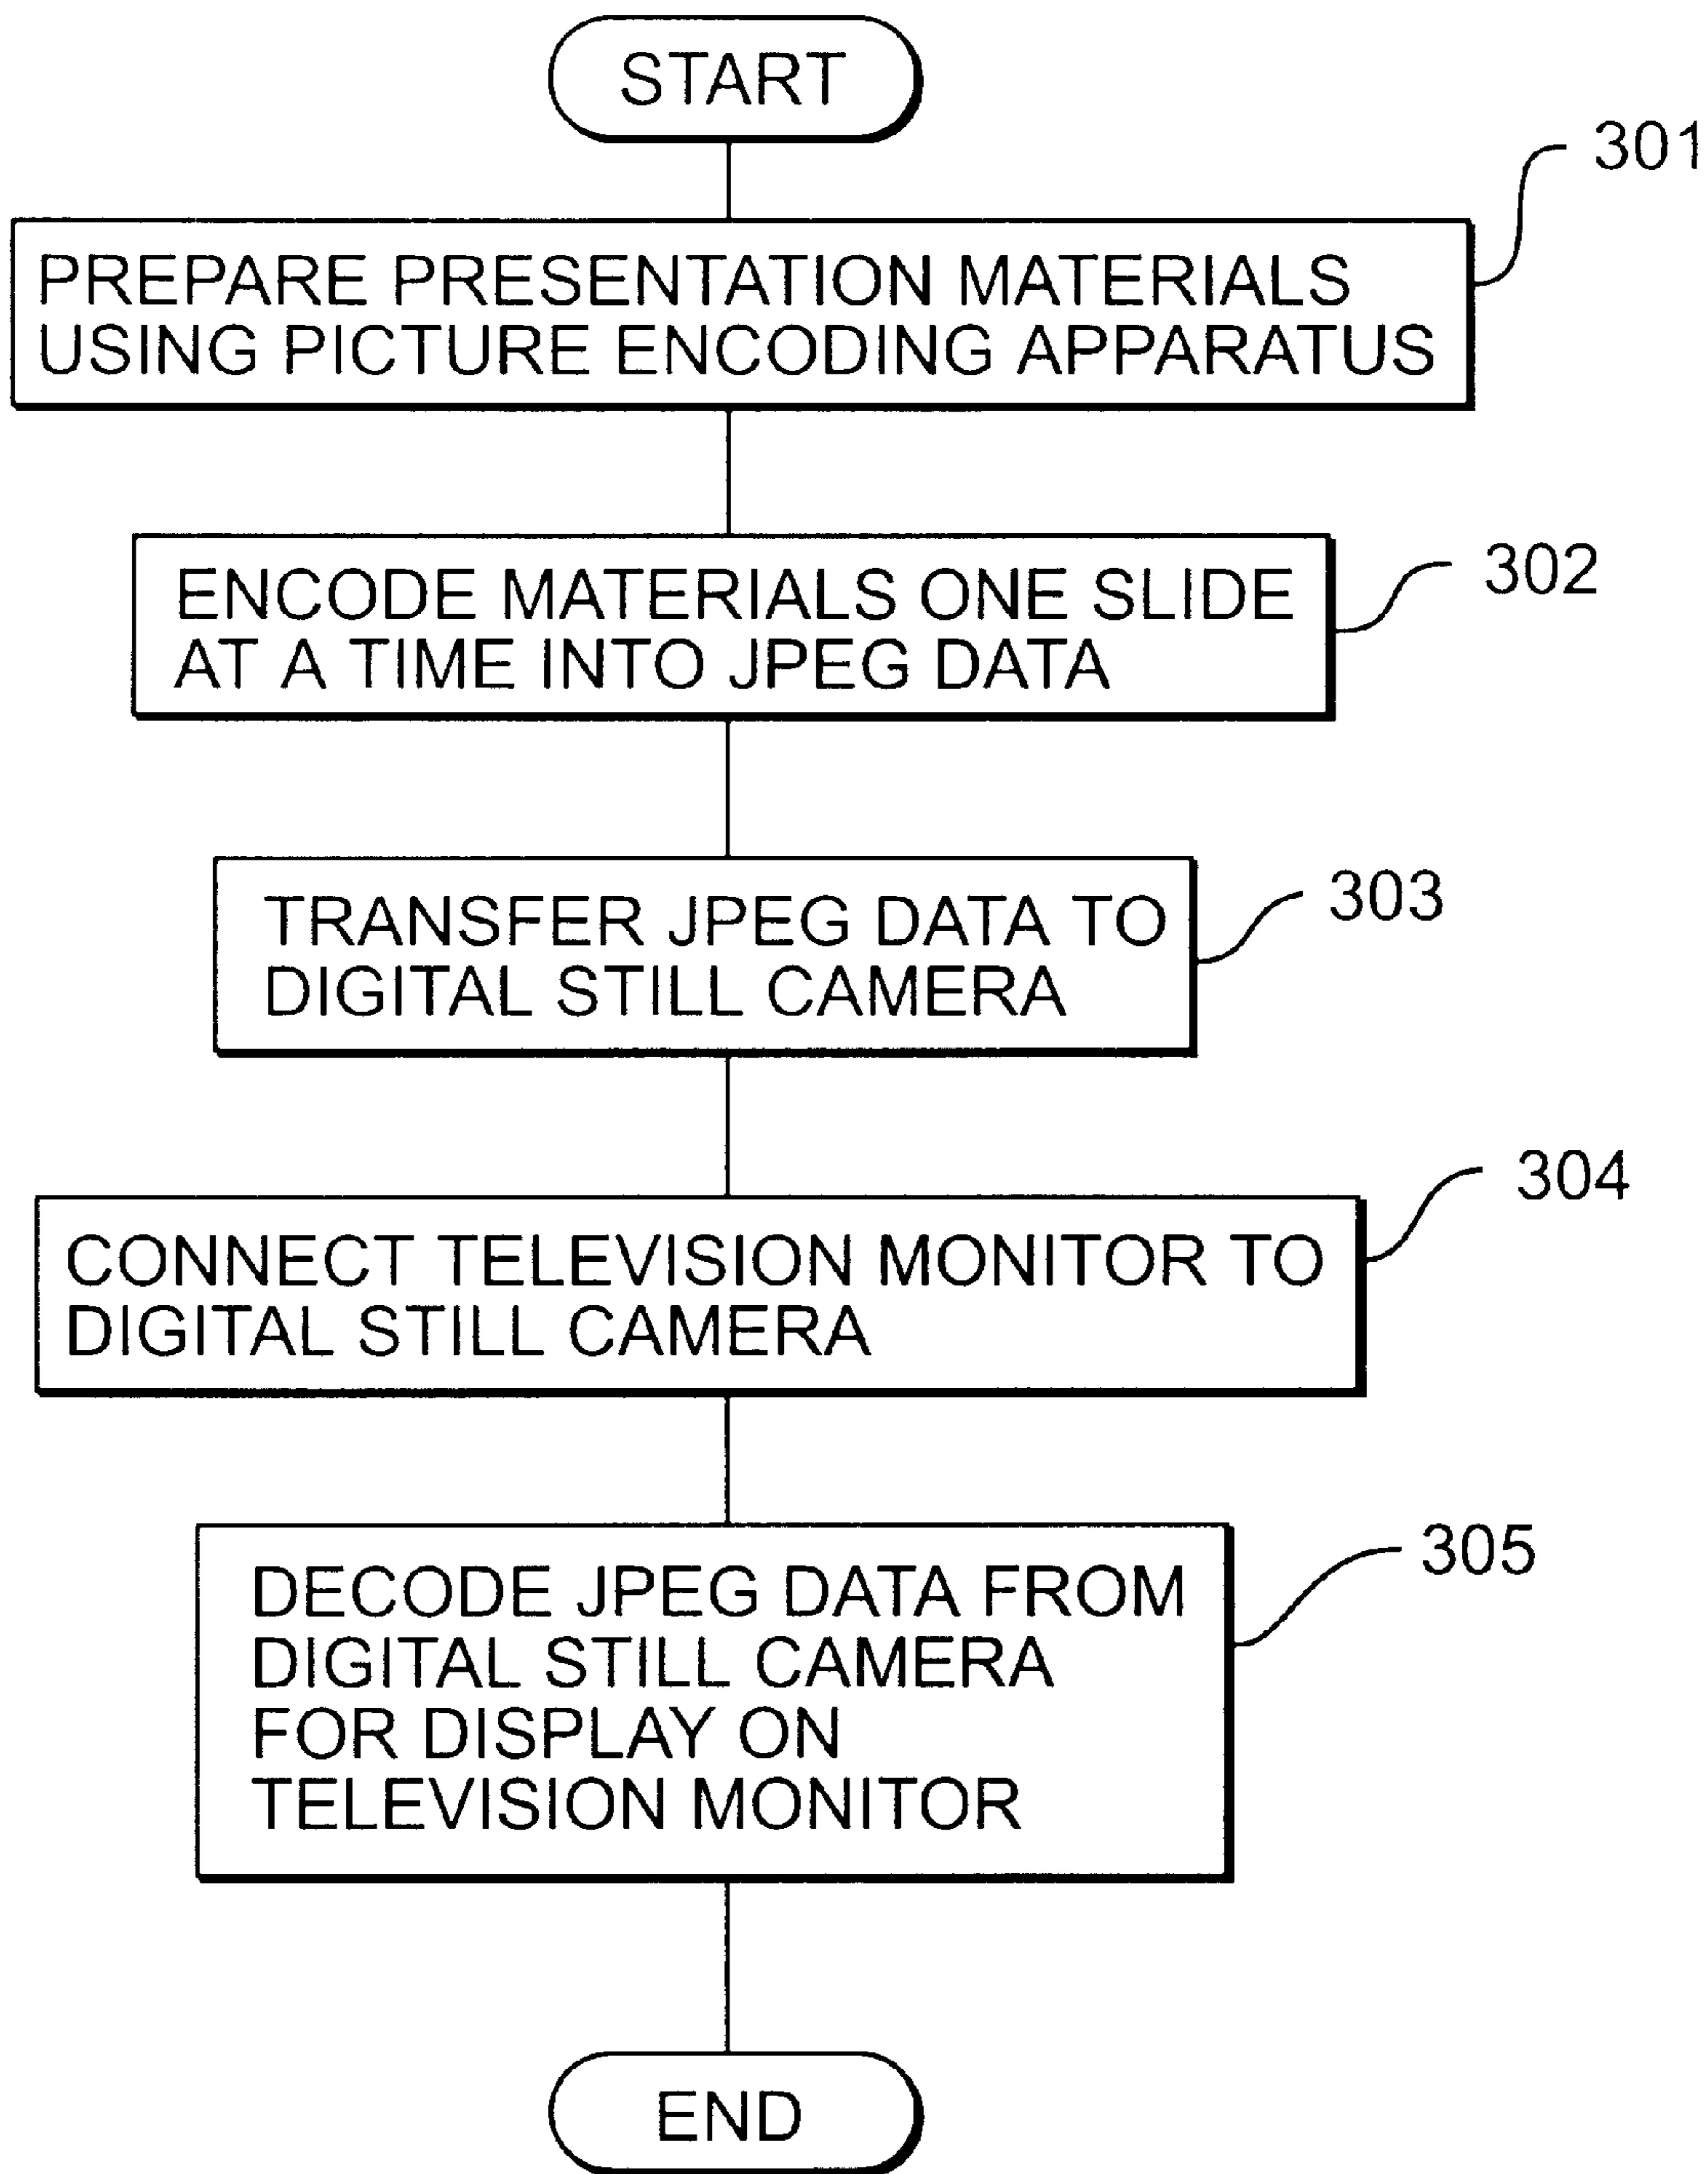 START
301
PREPARE PRESENTATION MATERIALS
USING PICTURE ENCODING APPARATUS
302
ENCODE MATERIALS ONE SLIDE
AT A TIME INTO JPEG DATA
303
TRANSFER JPEG DATA TO
DIGITAL STILL CAMERA
304
CONNECT TELEVISION MONITOR TO
DIGITAL STILL CAMERA
305
DECODE JPEG DATA FROM
DIGITAL STILL CAMERA
FOR DISPLAY ON
TELEVISION MONITOR
END